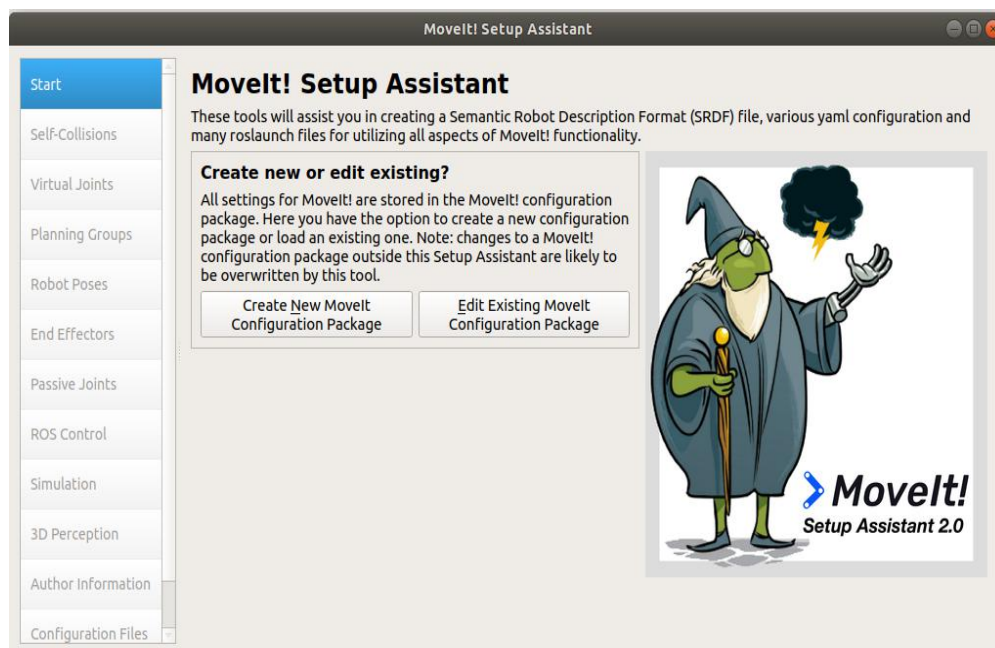 MoveIt! Setup Assistant
Start
Self-Collisions
Virtual Joints
Planning Groups
Robot Poses
End Effectors
Passive Joints
ROS Control
Simulation
3D Perception
Author Information
Configuration Files
MoveIt! Setup Assistant
These tools will assist you in creating a Semantic Robot Description Format (SRDF) file, various yaml configuration and
many roslaunch files for utilizing all aspects of MoveIt! functionality.
Create new or edit existing?
All settings for MoveIt! are stored in the MoveIt! configuration
package. Here you have the option to create a new configuration
package or load an existing one. Note: changes to a MoveIt!
configuration package outside this Setup Assistant are likely to
be overwritten by this tool.
Create New MoveIt
Configuration Package
Edit Existing MoveIt
Configuration Package
MoveIt!
Setup Assistant 2.0